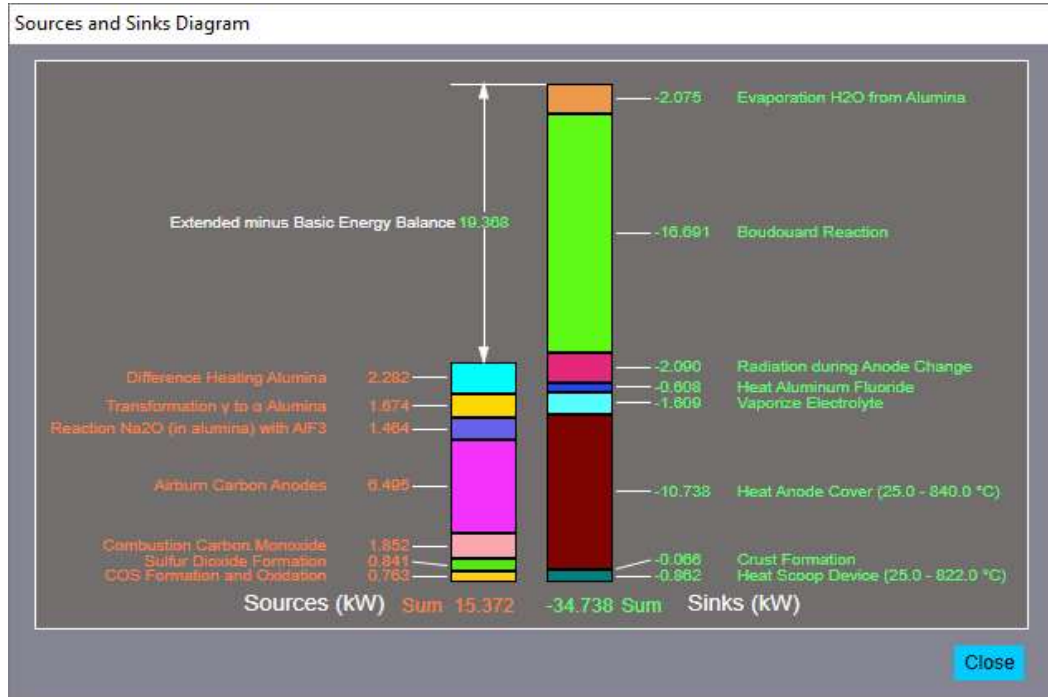 Sources and Sinks Diagram
-2.075 Evaporation H2O from Alumina
Extended minus Basic Energy Balance 19.368
-16.691 Boudouard Reaction
-2.090 Radiation during Anode Change
Difference Heating Alumina 2.282
-0.608 Heat Aluminum Fluoride
-1.609 Vaporize Electrolyte
Transformation γ to α Alumina 1.674
Reaction Na2O (in alumina) with AlF3 1.464
Airburn Carbon Anodes 6.495
-10.738 Heat Anode Cover (25.0 - 840.0 °C)
Combustion Carbon Monoxide 1.852
Sulfur Dioxide Formation 0.841
-0.066 Crust Formation
COS Formation and Oxidation 0.763
-0.862 Heat Scoop Device (25.0 - 822.0 °C)
Sources (kW) Sum 15.372 -34.738 Sum Sinks (kW)
Close